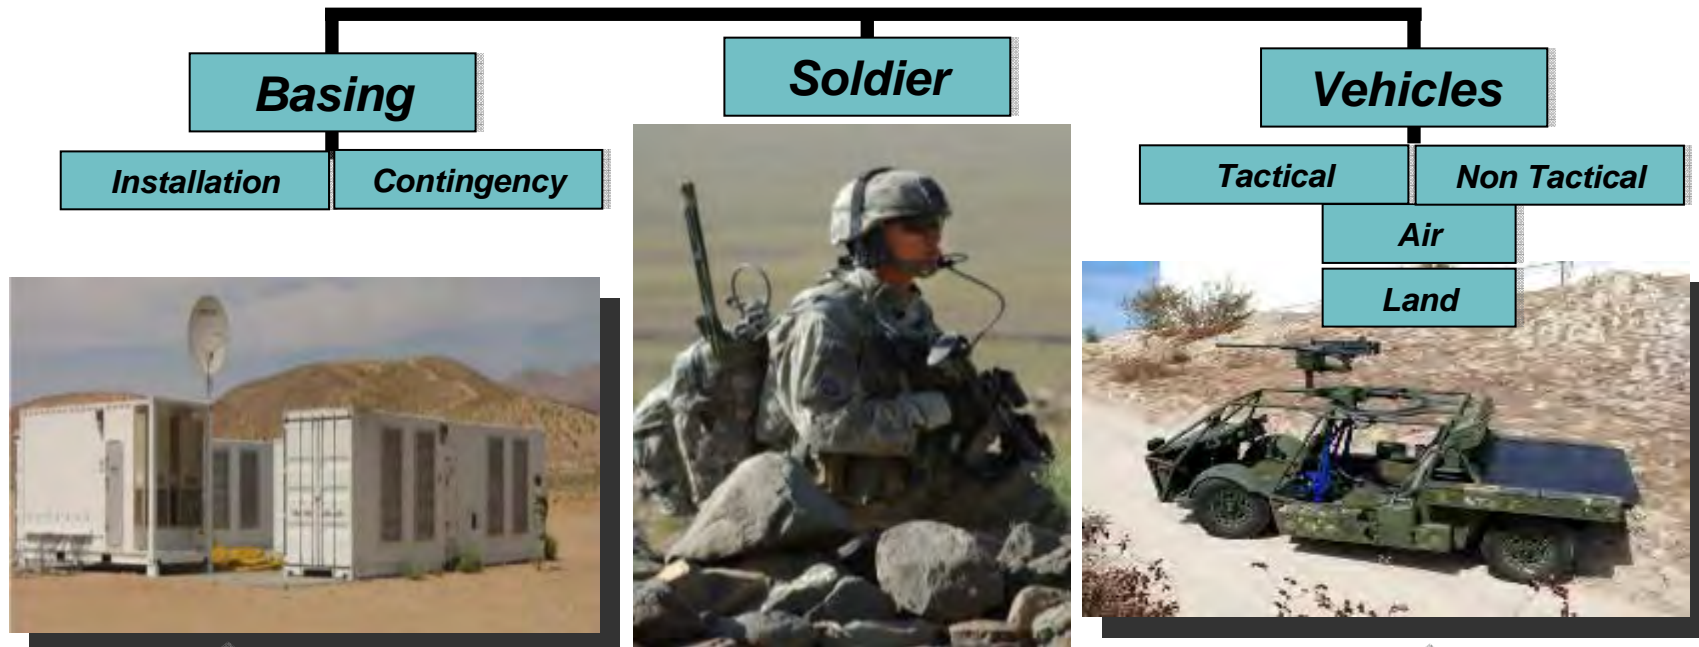 Basing
Soldier
Vehicles
Installation
Contingency
Tactical
Non Tactical
Air
Land